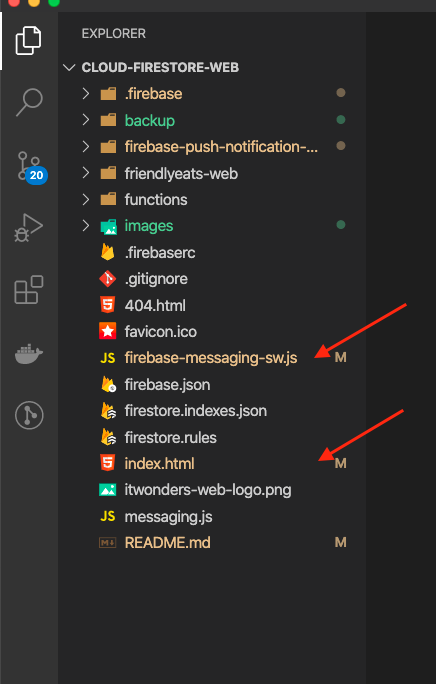 EXPLORER
CLOUD-FIRESTORE-WEB
.firebase
backup
firebase-push-notification-...
friendlyeats-web
functions
20
images
.firebaserc
.gitignore
404.html
favicon.ico
JS firebase-messaging-sw.js M
firebase.json
firestore.indexes.json
firestore.rules
index.html M
itwonders-web-logo.png
JS messaging.js
README.md M